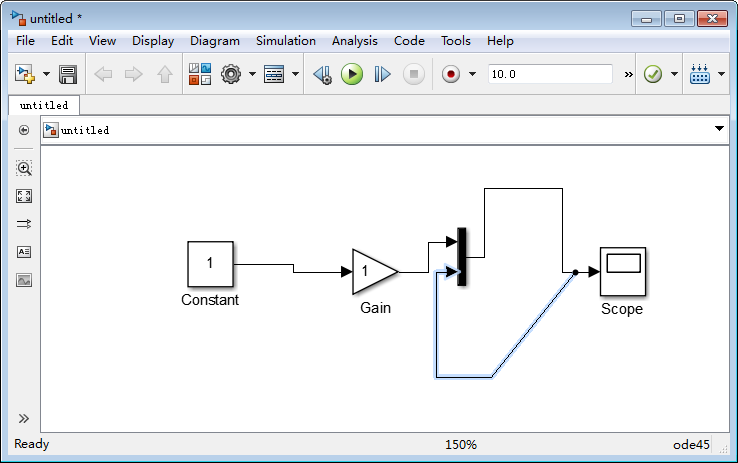 untitled *
File Edit View Display Diagram Simulation Analysis Code Tools Help
10.0 »
untitled
untitled
1
Constant
1
Gain
Scope
»
Ready 150% ode45